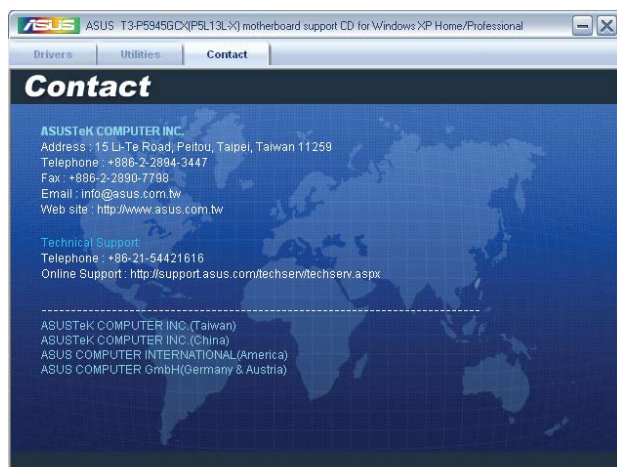 ASUS ASUS T3-P5945GCX(P5L13L-X) motherboard support CD for Windows XP Home/Professional
Drivers Utilities Contact
Contact
ASUSTeK COMPUTER INC.
Address : 15 Li-Te Road, Peitou, Taipei, Taiwan 11259
Telephone : +886-2-2894-3447
Fax : +886-2-2890-7798
Email : info@asus.com.tw
Web site : http://www.asus.com.tw
Technical Support:
Telephone : +86-21-54421616
Online Support : http://support.asus.com/techserv/techserv.aspx
ASUSTeK COMPUTER INC.(Taiwan)
ASUSTeK COMPUTER INC.(China)
ASUS COMPUTER INTERNATIONAL(America)
ASUS COMPUTER GmbH(Germany & Austria)